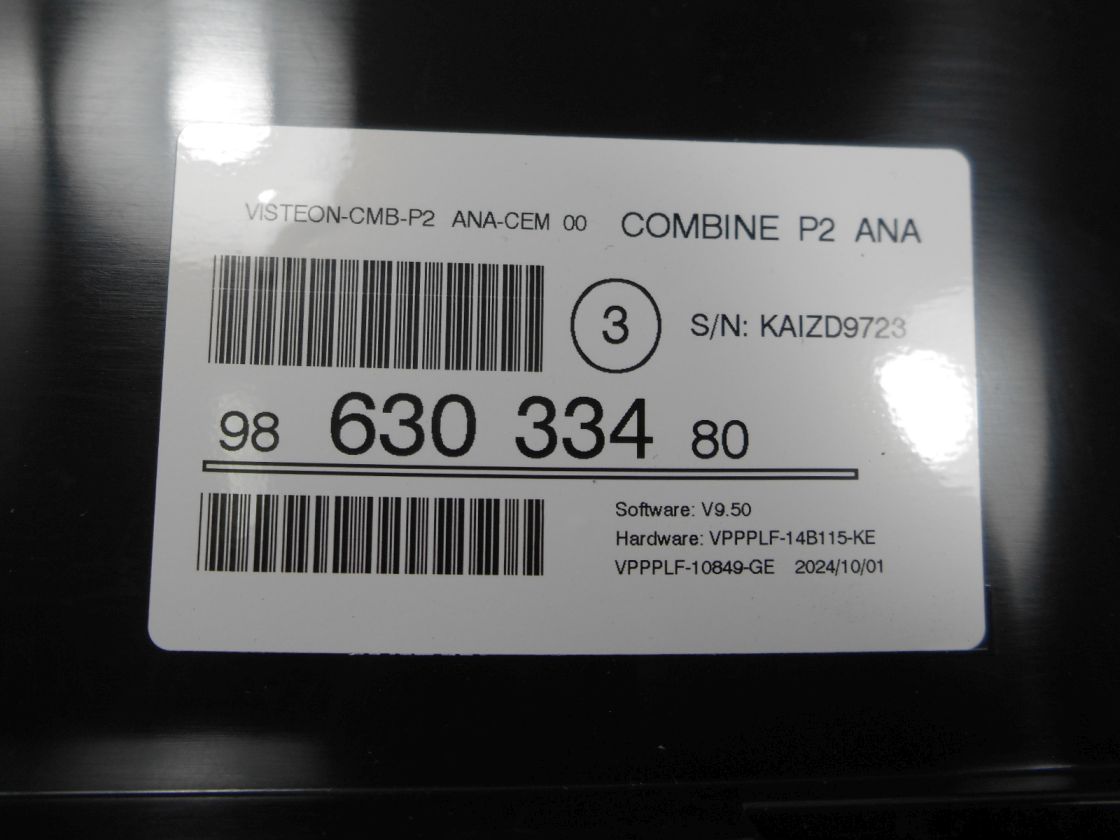 VISTEON-CMB-P2 ANA-CEM 00 COMBINE P2 ANA
3 S/N: KAIZD9723
98 630 334 80
Software: V9.50
Hardware: VPPPLF-14B115-KE
VPPPLF-10849-GE 2024/10/01